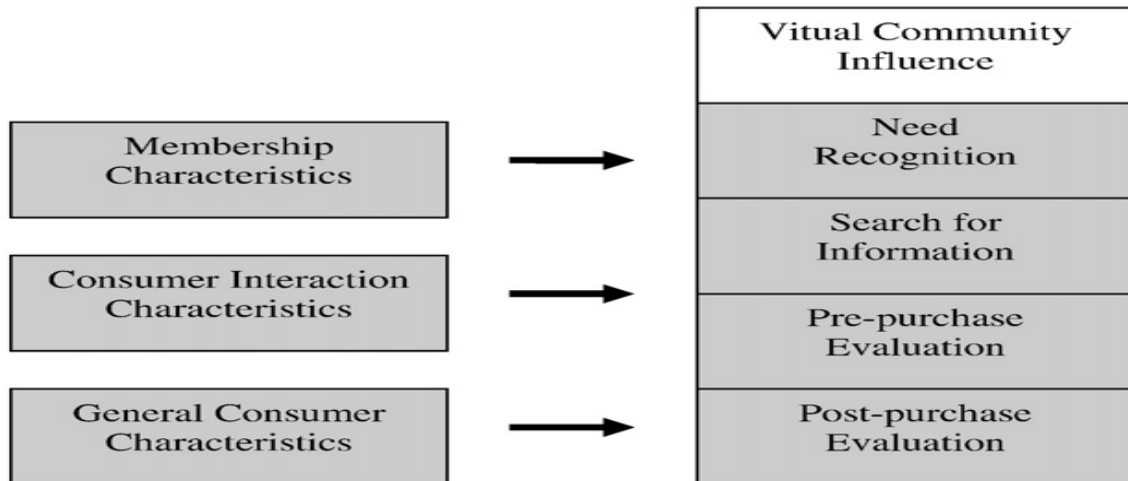 Membership
Characteristics
Consumer Interaction
Characteristics
General Consumer
Characteristics
Vitual Community
Influence
Need
Recognition
Search for
Information
Pre-purchase
Evaluation
Post-purchase
Evaluation